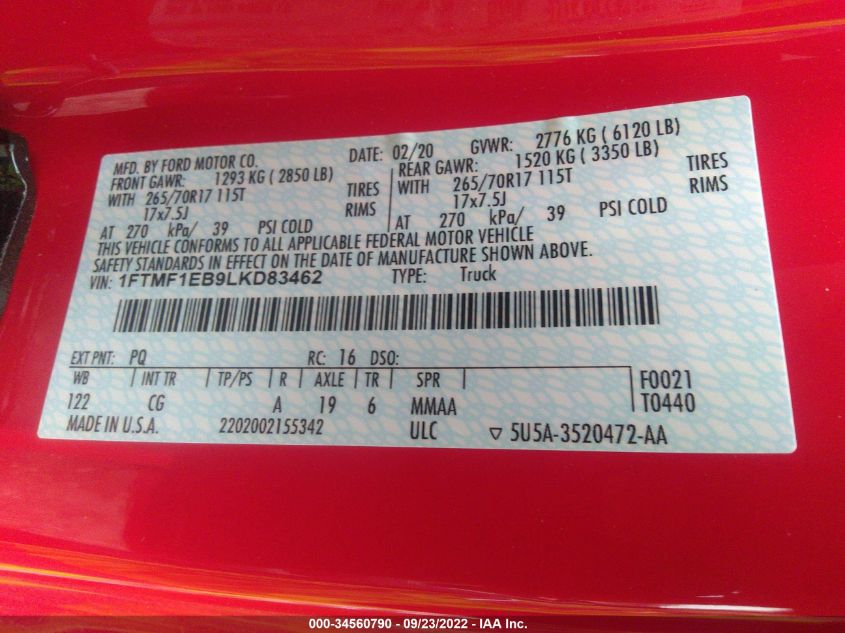 MFD. BY FORD MOTOR CO. DATE: 02/20 GVWR: 2776 KG ( 6120 LB)
FRONT GAWR: 1293 KG ( 2850 LB) REAR GAWR: 1520 KG ( 3350 LB)
WITH 265/70R17 115T TIRES WITH 265/70R17 115T TIRES
17x7.5J RIMS 17x7.5J RIMS
AT 270 kPa/ 39 PSI COLD AT 270 kPa/ 39 PSI COLD
THIS VEHICLE CONFORMS TO ALL APPLICABLE FEDERAL MOTOR VEHICLE
SAFETY STANDARDS IN EFFECT ON THE DATE OF MANUFACTURE SHOWN ABOVE.
VIN: 1FTMF1EB9LKD83462 TYPE: Truck
EXT PNT: PQ RC: 16 DSO:
WB INT TR TP/PS R AXLE TR SPR F0021
122 CG A 19 6 MMAA T0440
MADE IN U.S.A. 2202002155342 ULC ▽ 5U5A-3520472-AA
000-34560790 - 09/23/2022 - IAA Inc.